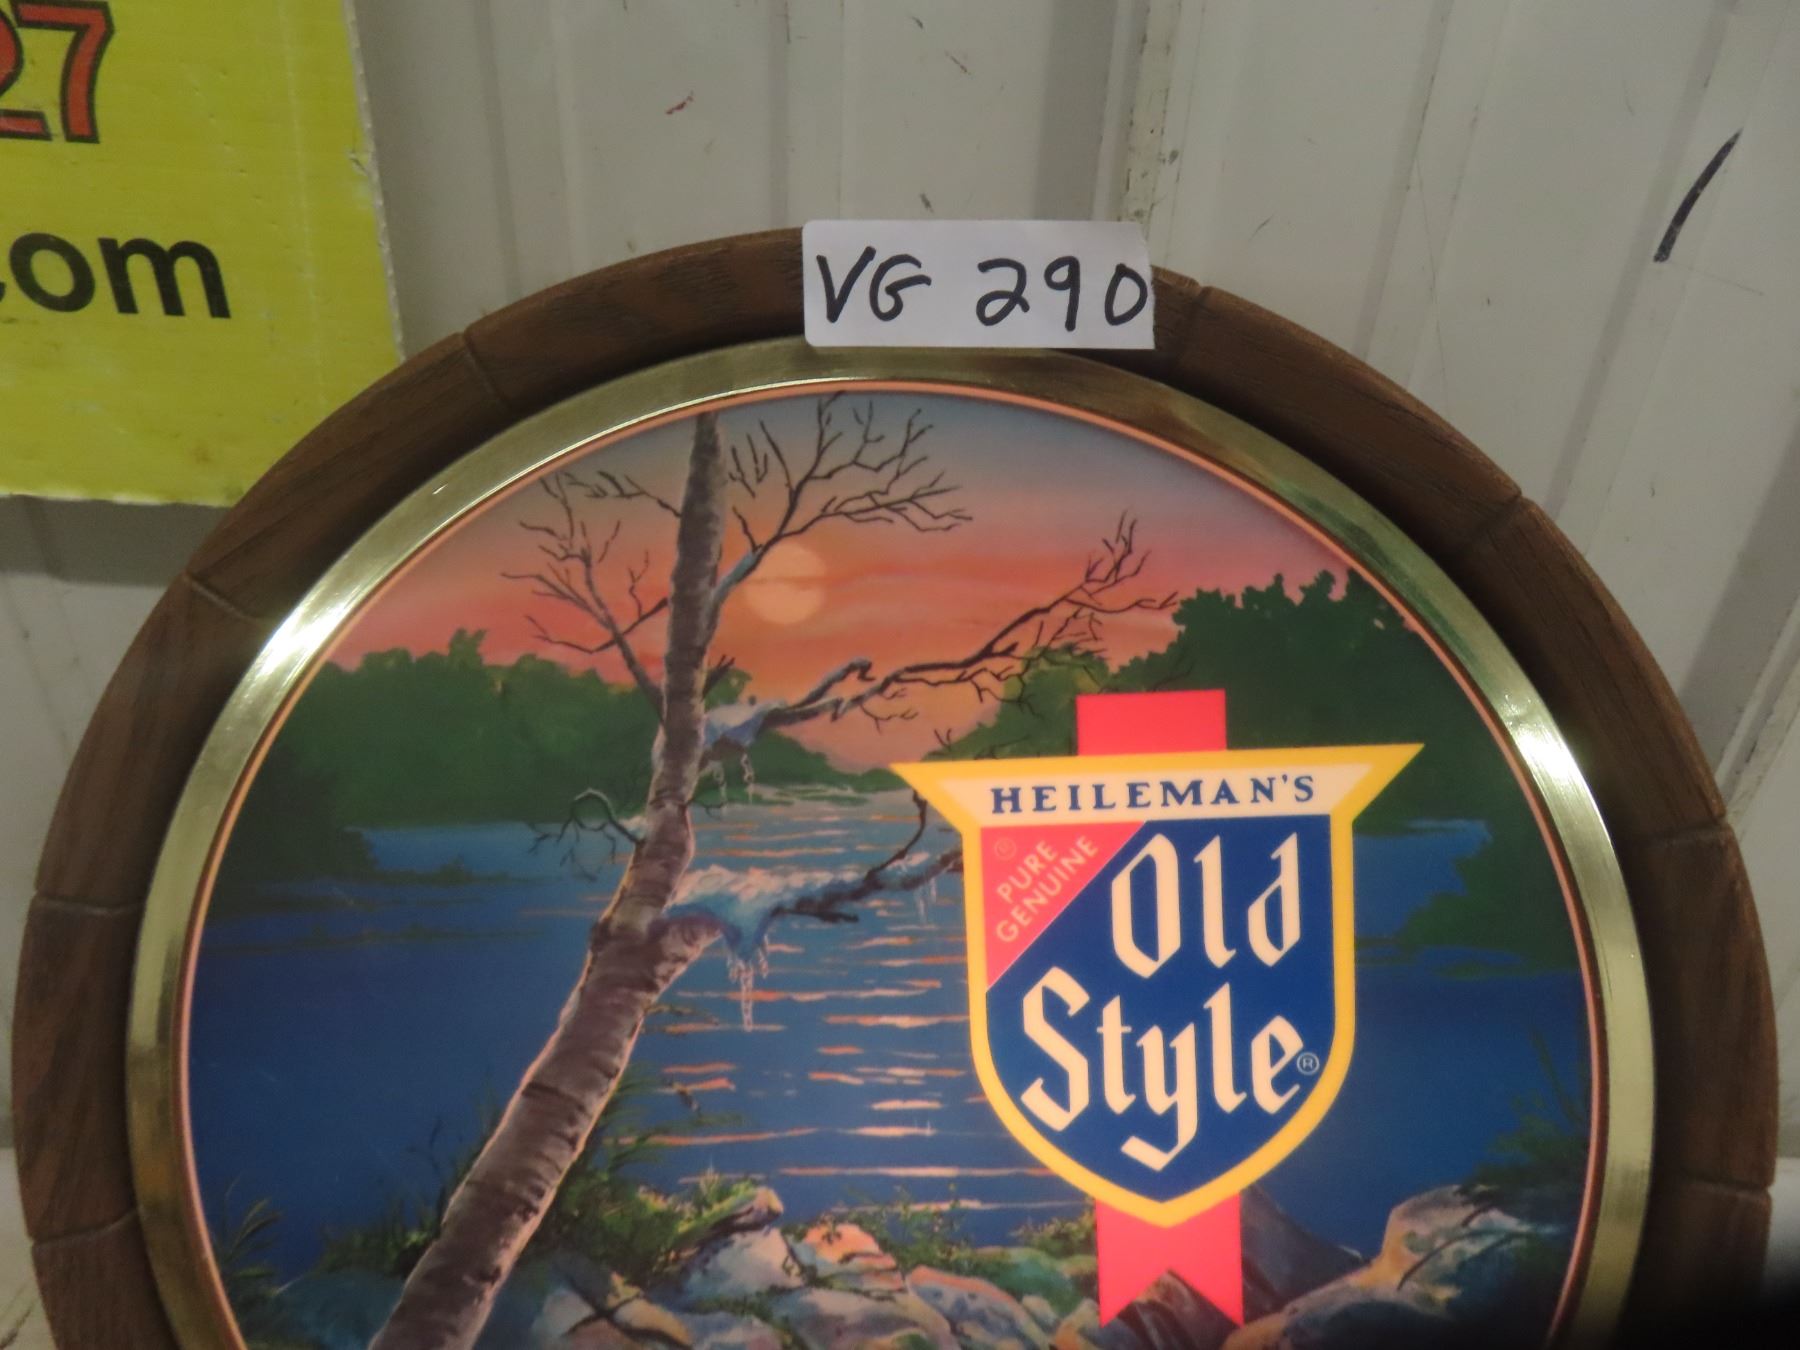 27
com
VG 290
HEILEMAN'S
® PURE
GENUINE
Old
Style®